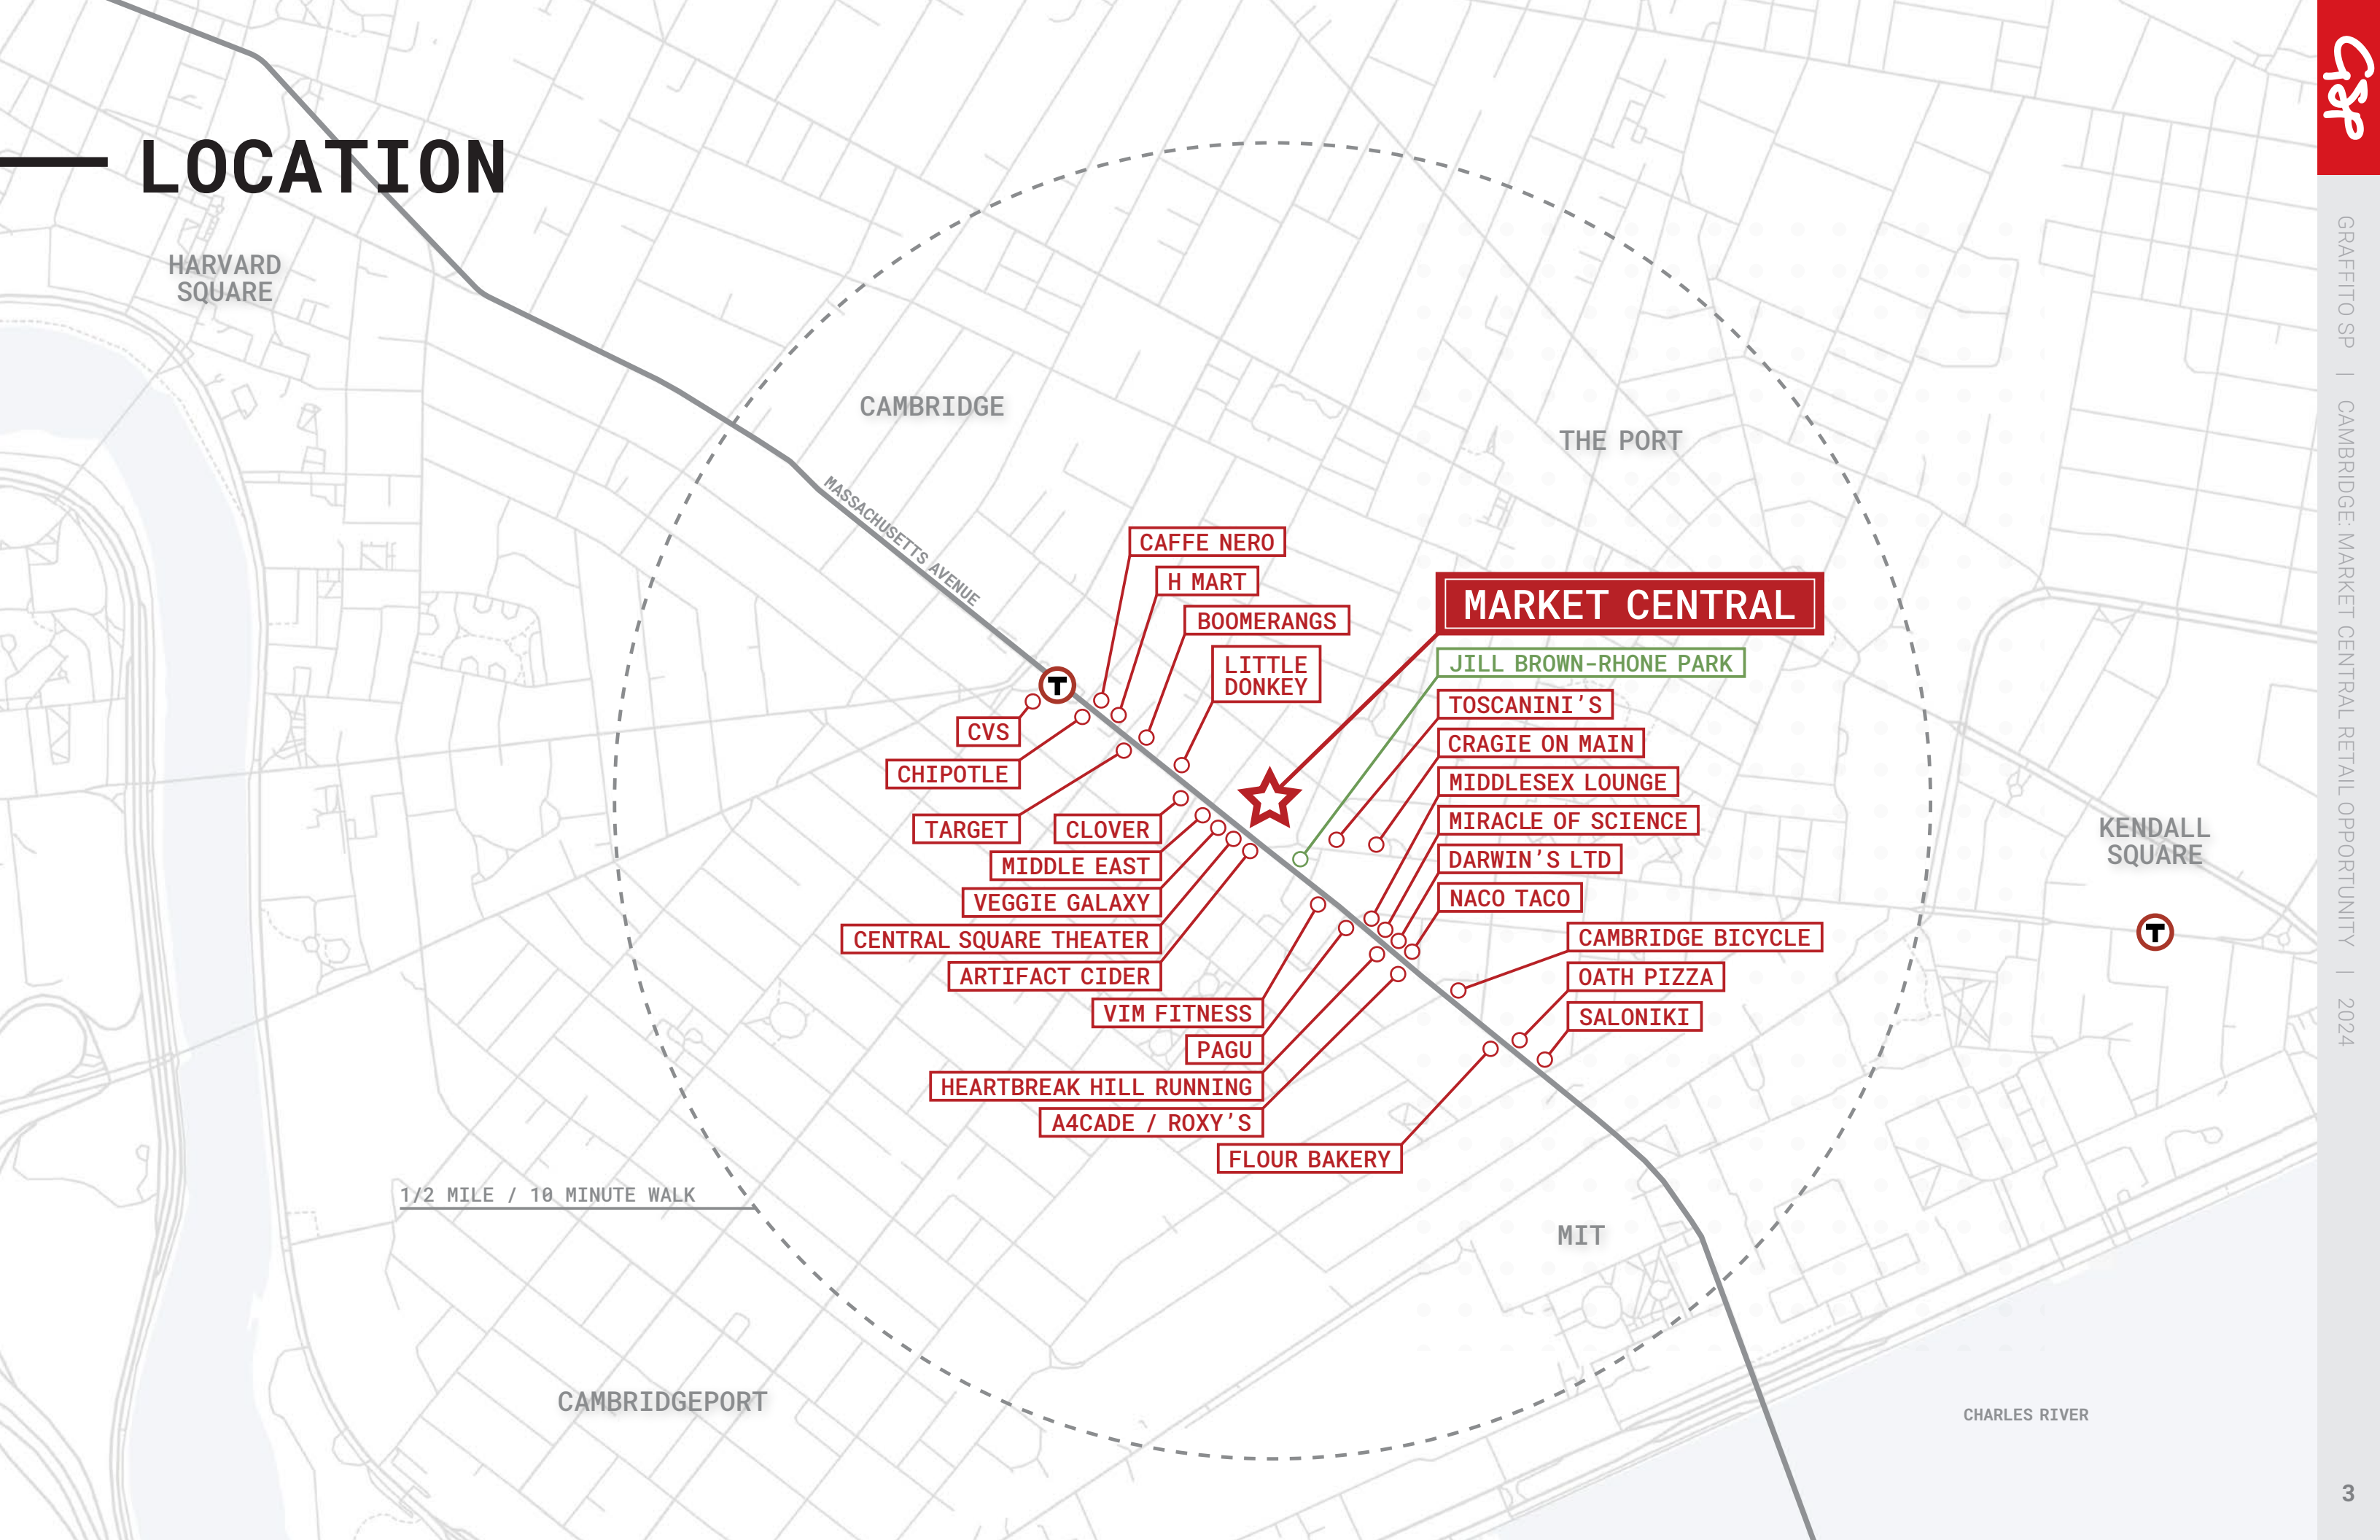 LOCATION
HARVARD
SQUARE
CAMBRIDGE
THE PORT
MASSACHUSETTS AVENUE
CAFFE NERO
H MART
BOOMERANGS
LITTLE
DONKEY
MARKET CENTRAL
JILL BROWN-RHONE PARK
TOSCANINI'S
CRAGIE ON MAIN
MIDDLESEX LOUNGE
MIRACLE OF SCIENCE
DARWIN'S LTD
NACO TACO
T
CVS
CHIPOTLE
TARGET
CLOVER
MIDDLE EAST
VEGGIE GALAXY
CENTRAL SQUARE THEATER
ARTIFACT CIDER
VIM FITNESS
PAGU
HEARTBREAK HILL RUNNING
A4CADE / ROXY'S
FLOUR BAKERY
CAMBRIDGE BICYCLE
OATH PIZZA
SALONIKI
KENDALL
SQUARE
T
1/2 MILE / 10 MINUTE WALK
MIT
CAMBRIDGEPORT
CHARLES RIVER
GSP
GRAFFITO SP | CAMBRIDGE: MARKET CENTRAL RETAIL OPPORTUNITY | 2024
3